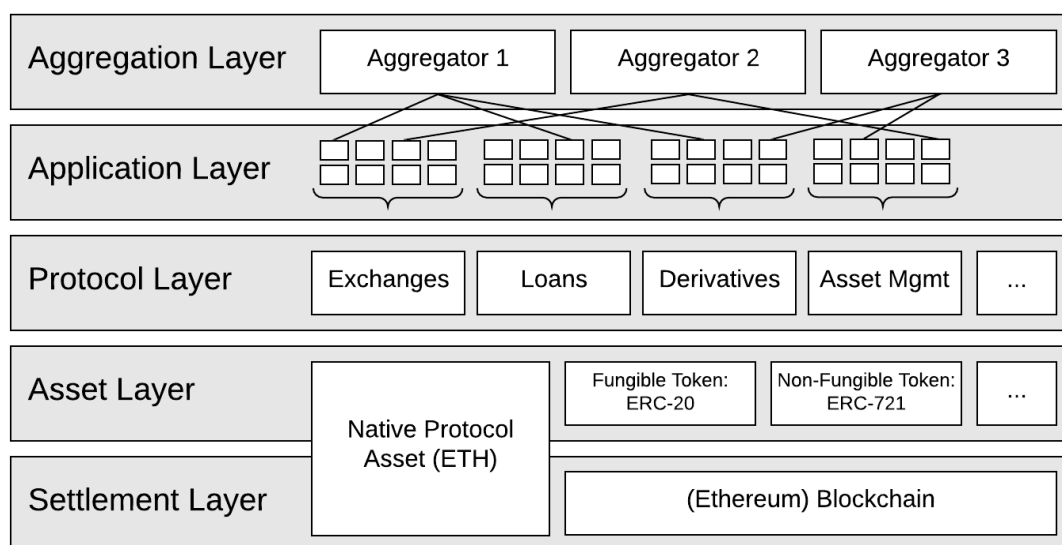 Aggregation Layer
Aggregator 1
Aggregator 2
Aggregator 3
Application Layer
Protocol Layer
Exchanges
Loans
Derivatives
Asset Mgmt
...
Asset Layer
Native Protocol
Asset (ETH)
Fungible Token:
ERC-20
Non-Fungible Token:
ERC-721
...
Settlement Layer
(Ethereum) Blockchain